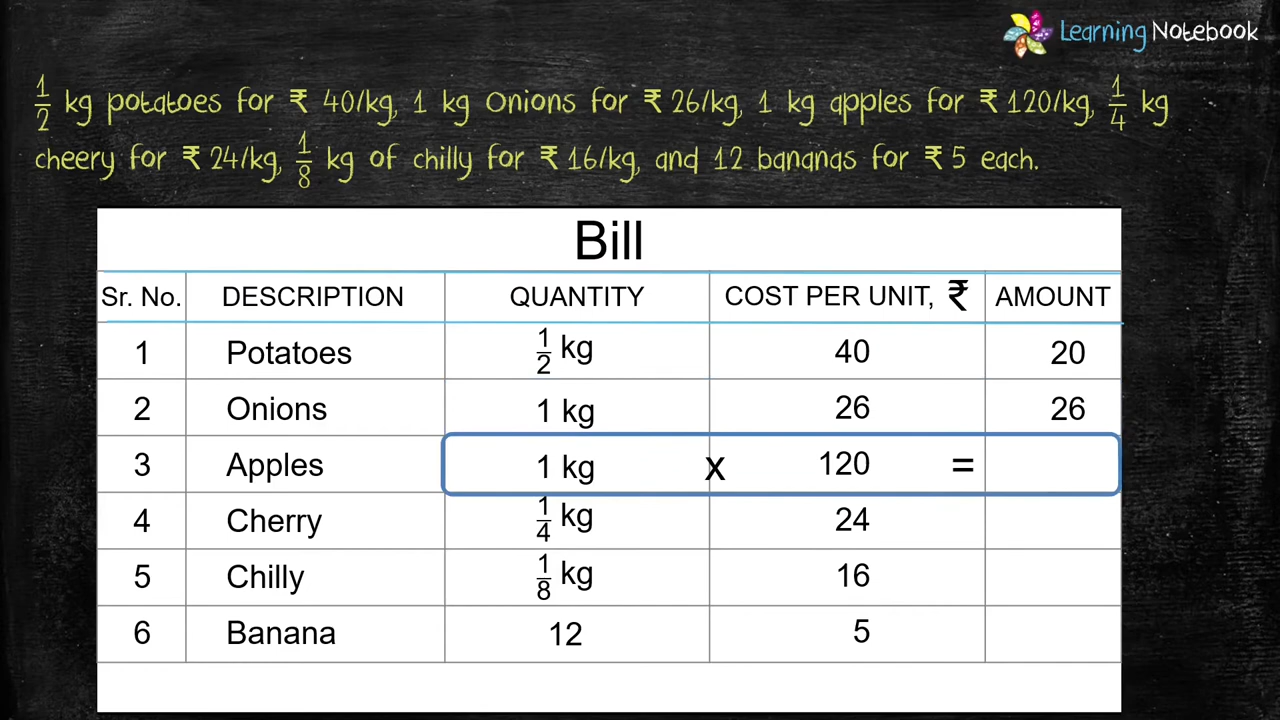 Learning Notebook
1/2 kg potatoes for ₹ 40/kg, 1 kg Onions for ₹ 26/kg, 1 kg apples for ₹ 120/kg, 1/4 kg
cheery for ₹ 24/kg, 1/8 kg of chilly for ₹ 16/kg, and 12 bananas for ₹ 5 each.
Bill
Sr. No. DESCRIPTION QUANTITY COST PER UNIT, ₹ AMOUNT
1 Potatoes 1/2 kg 40 20
2 Onions 1 kg 26 26
3 Apples 1 kg x 120 =
4 Cherry 1/4 kg 24
5 Chilly 1/8 kg 16
6 Banana 12 5